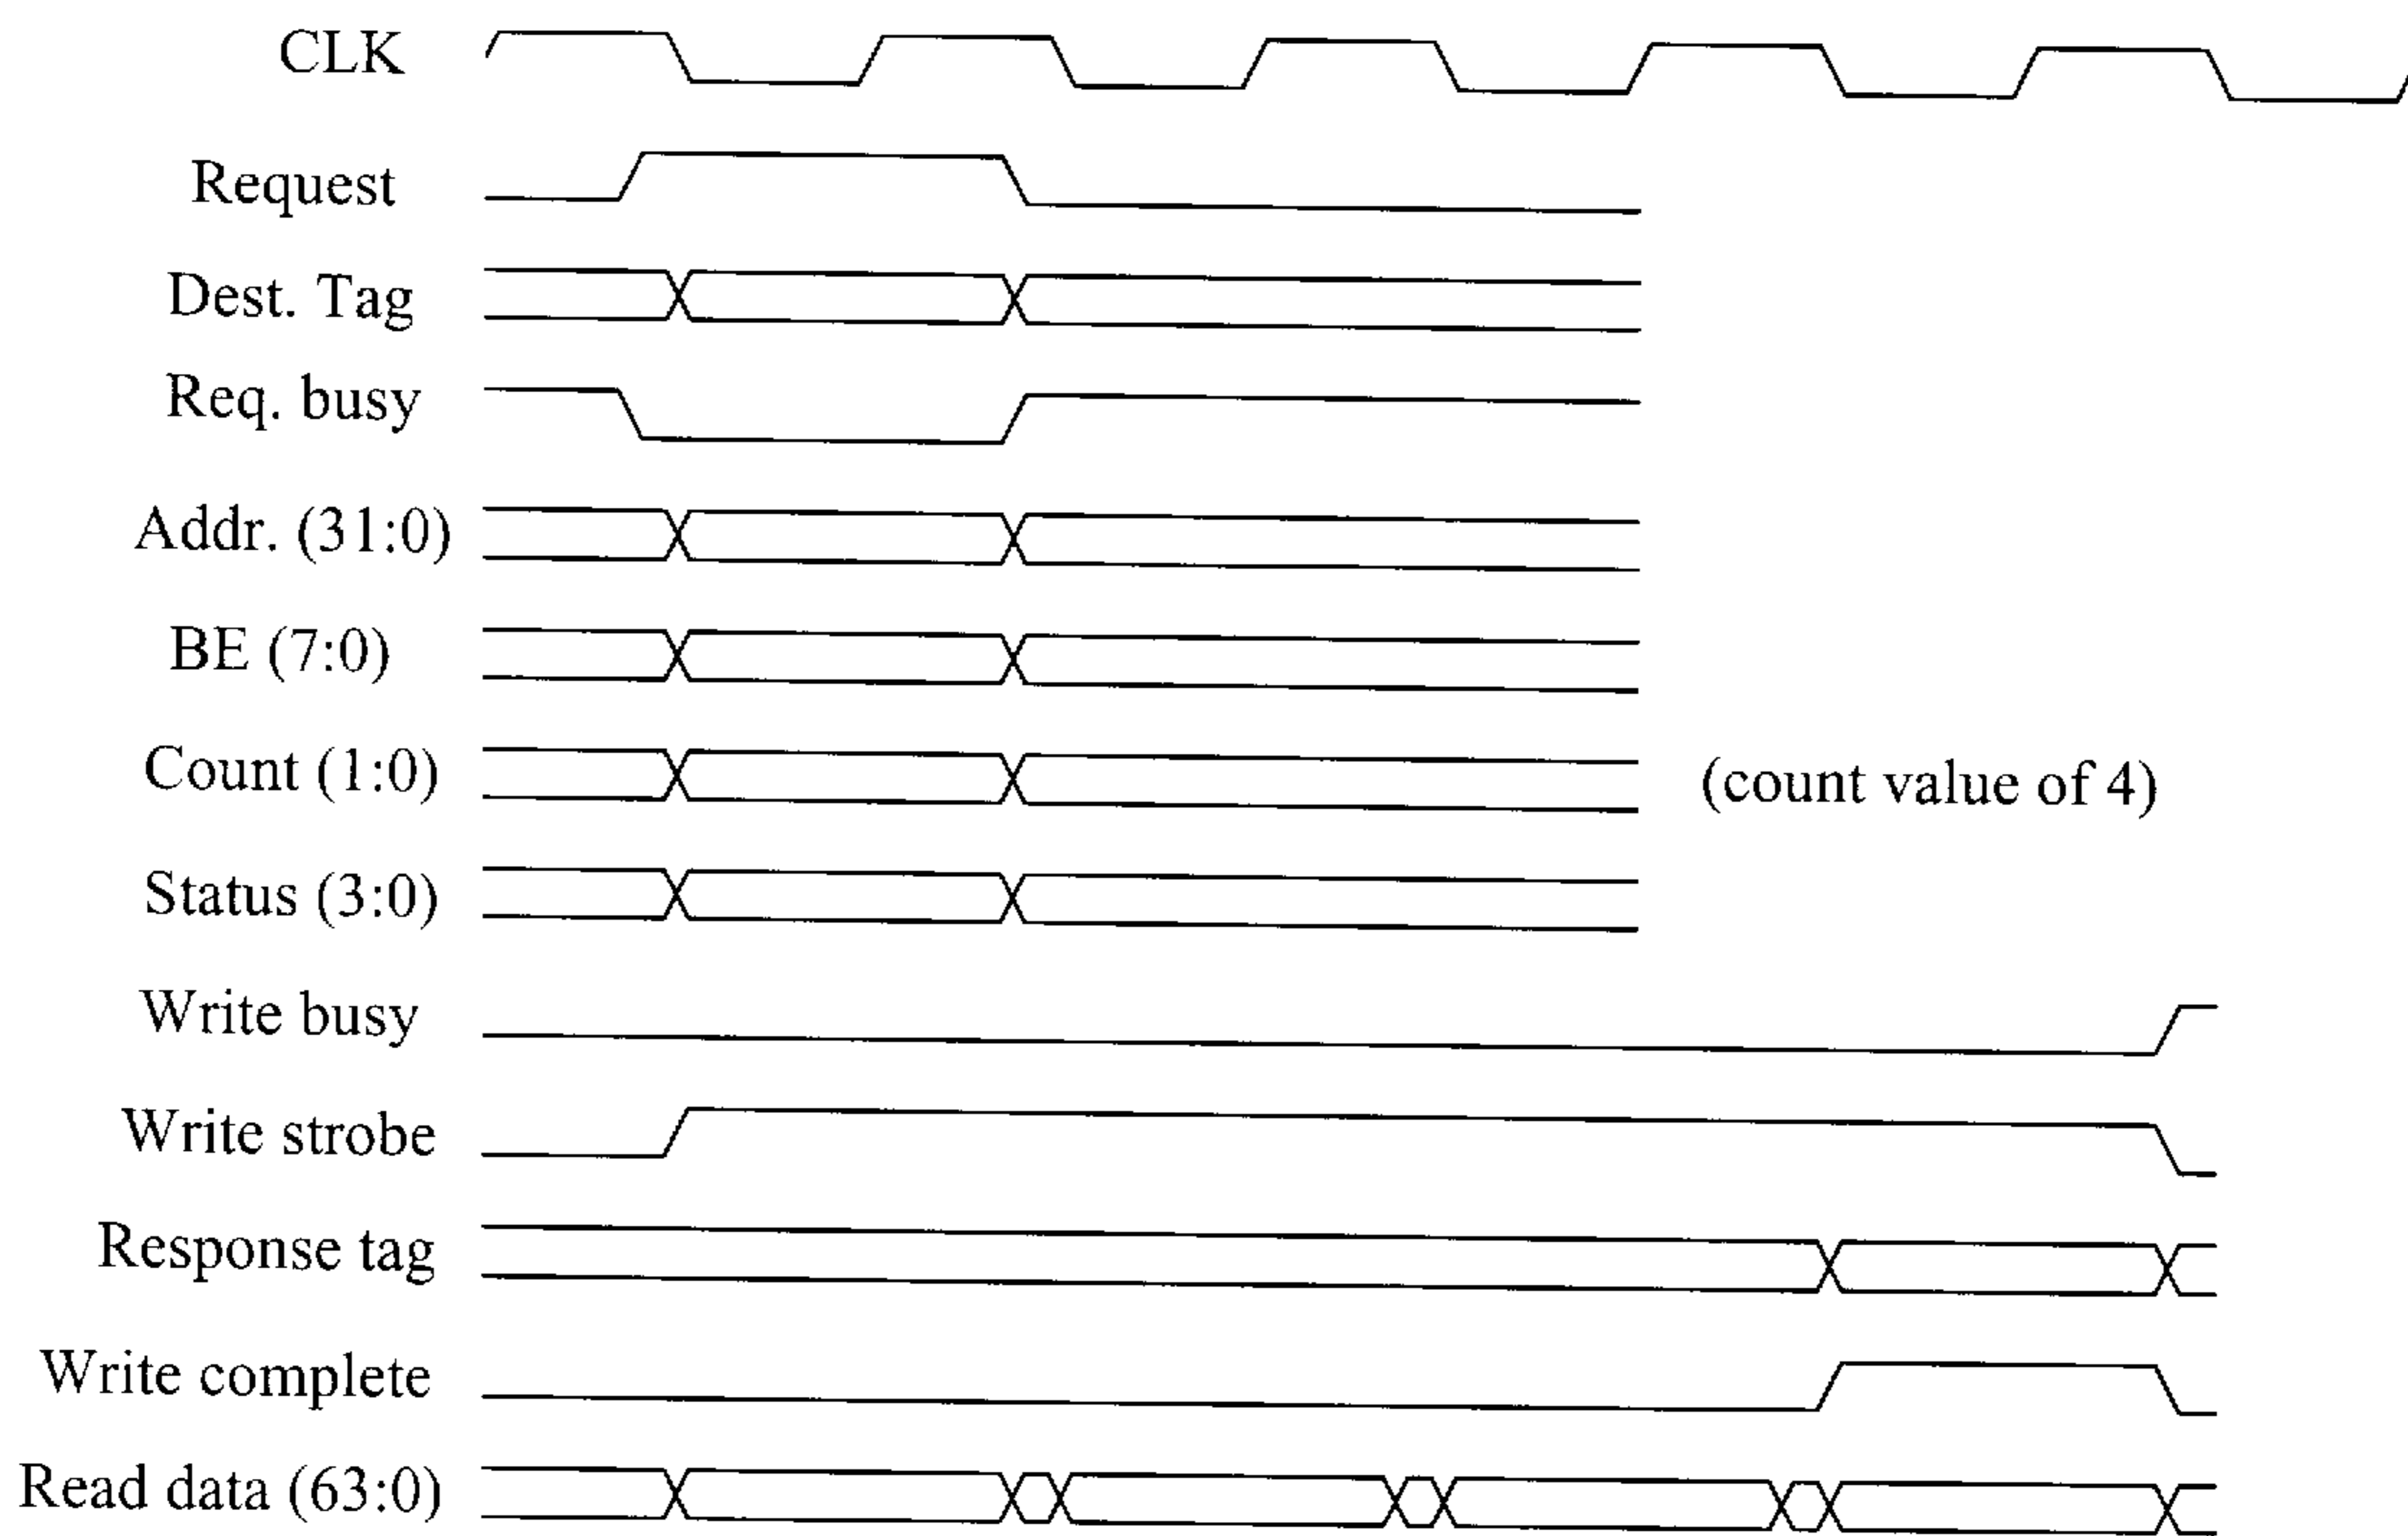 CLK
Request
Dest. Tag
Req. busy
Addr. (31:0)
BE (7:0)
Count (1:0)
(count value of 4)
Status (3:0)
Write busy
Write strobe
Response tag
Write complete
Read data (63:0)